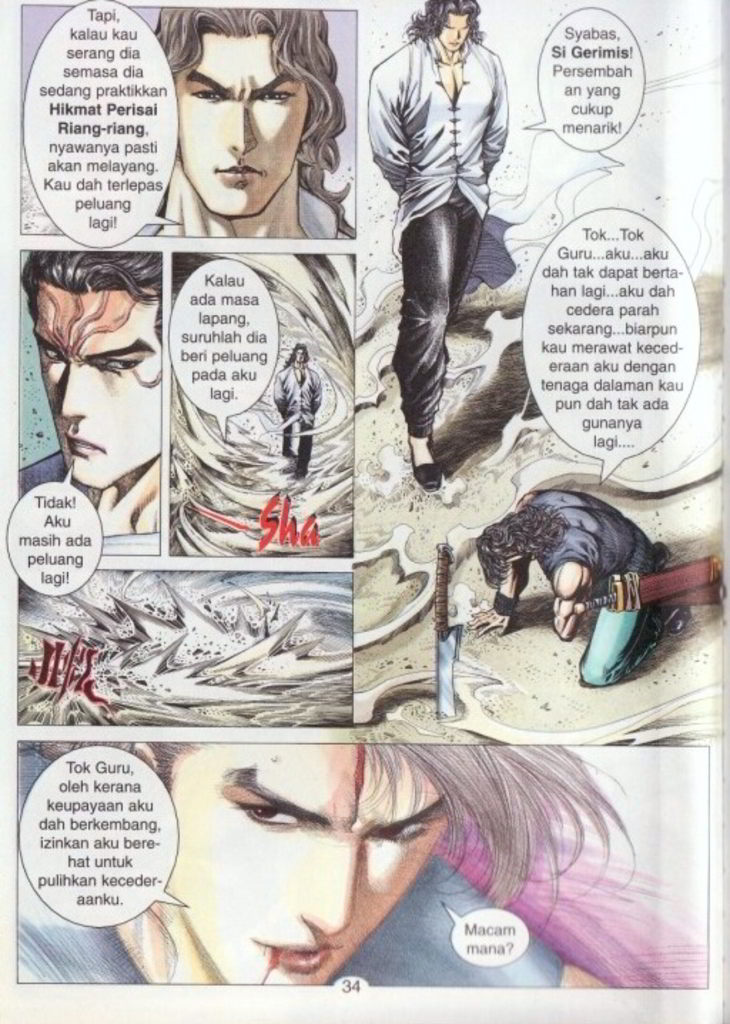 Tapi,
kalau kau
serang dia
semasa dia
sedang praktikkan
Hikmat Perisai
Riang-riang,
nyawanya pasti
akan melayang.
Kau dah terlepas
peluang
lagi!
Syabas,
Si Gerimis!
Persembah
an yang
cukup
menarik!
Tok...Tok
Guru...aku...aku
dah tak dapat berta-
han lagi...aku dah
cedera parah
sekarang...biarpun
kau merawat keced-
eraan aku dengan
tenaga dalaman kau
pun dah tak ada
gunanya
lagi....
Kalau
ada masa
lapang,
suruhlah dia
beri peluang
pada aku
lagi.
Tidak!
Aku
masih ada
peluang
lagi!
Sha
Tok Guru,
oleh kerana
keupayaan aku
dah berkembang,
izinkan aku bere-
hat untuk
pulihkan keceder-
aanku.
Macam
mana?
34